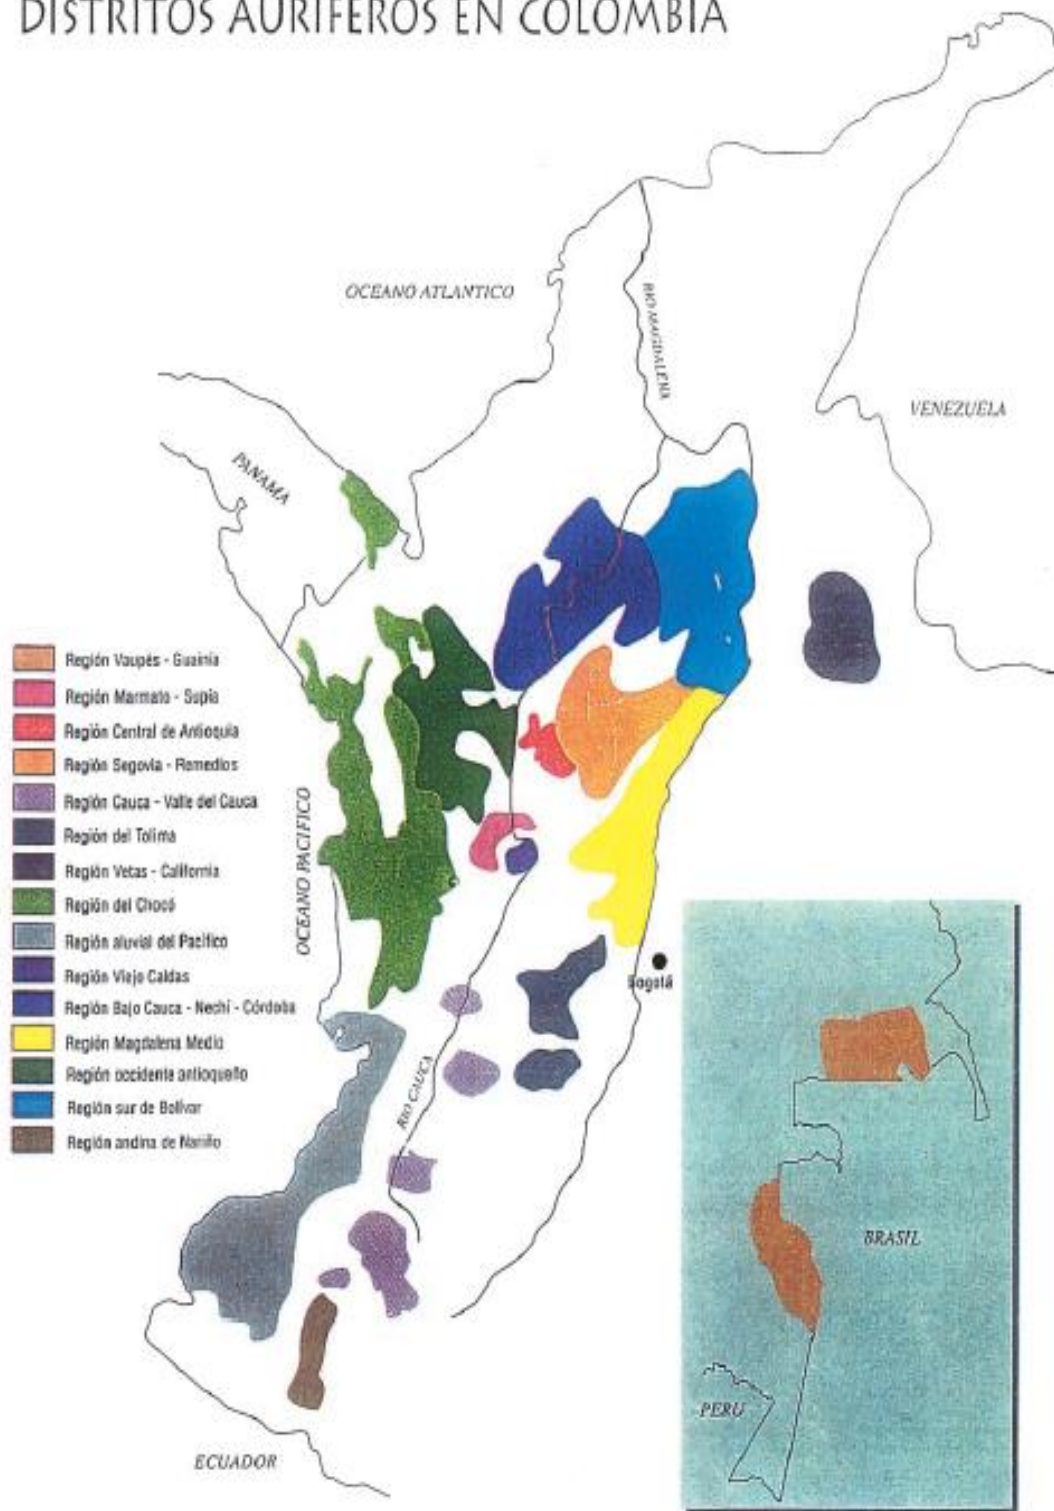 DISTRITOS AURIFEROS EN COLOMBIA
OCEANO ATLANTICO
RIO MAGDALENA
VENEZUELA
PANAMA
Región Vaupés - Guainía
Región Marmato - Supía
Región Central de Antioquia
Región Segovia - Remedios
Región Cauca - Valle del Cauca
Región del Tolima
Región Vetas - California
Región del Chocó
Región aluvial del Pacífico
Región Viejo Caldas
Región Bajo Cauca - Nechí - Córdoba
Región Magdalena Medio
Región occidente antioqueño
Región sur de Bolívar
Región andina de Nariño
OCEANO PACIFICO
Bogotá
RIO CAUCA
BRASIL
PERU
ECUADOR